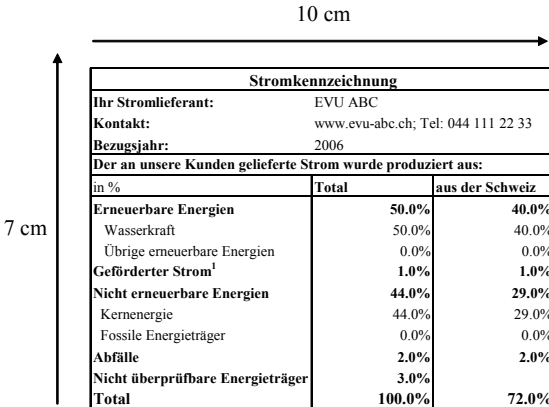 10 cm
7 cm
Stromkennzeichnung
Ihr Stromlieferant: EVU ABC
Kontakt: www.evu-abc.ch; Tel: 044 111 22 33
Bezugsjahr: 2006
Der an unsere Kunden gelieferte Strom wurde produziert aus:
in % Total aus der Schweiz
Erneuerbare Energien 50.0% 40.0%
Wasserkraft 50.0% 40.0%
Übrige erneuerbare Energien 0.0% 0.0%
Geförderter Strom¹ 1.0% 1.0%
Nicht erneuerbare Energien 44.0% 29.0%
Kernenergie 44.0% 29.0%
Fossile Energieträger 0.0% 0.0%
Abfälle 2.0% 2.0%
Nicht überprüfbare Energieträger 3.0%
Total 100.0% 72.0%